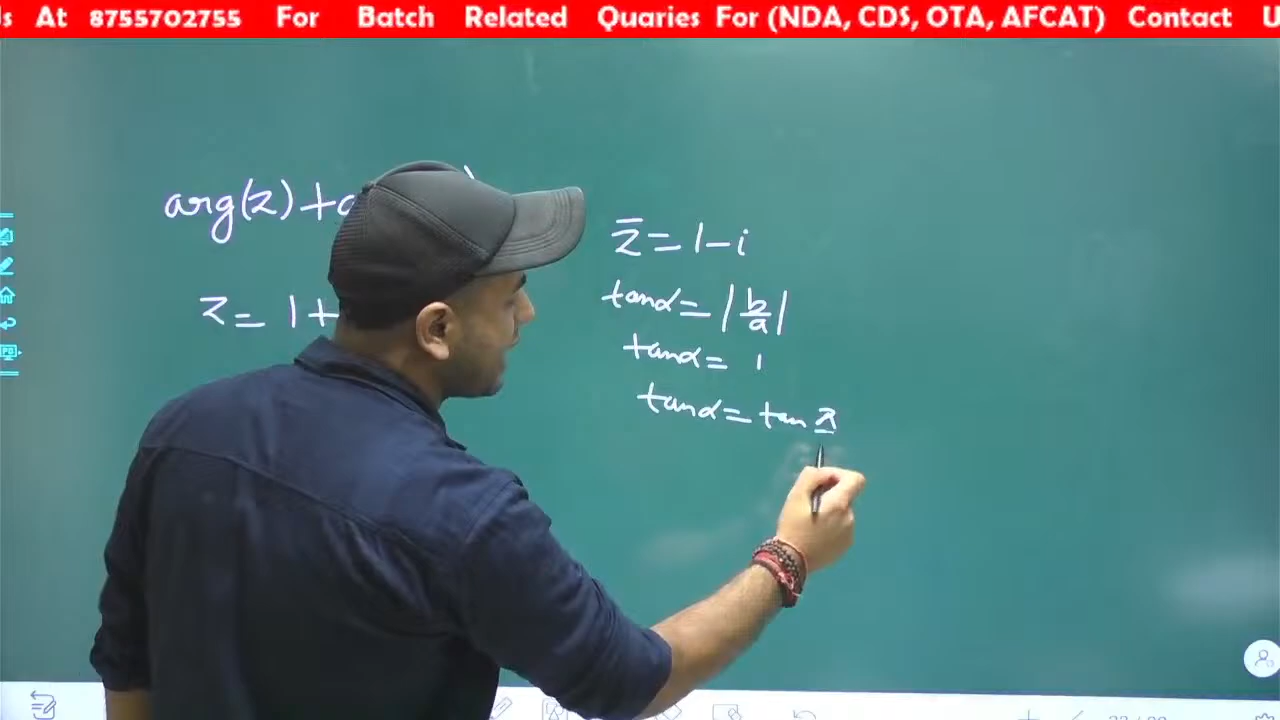 s At 8755702755 For Batch Related Quaries For (NDA, CDS, OTA, AFCAT) Contact U
arg(z)+a
z = 1+
z̅ = 1-i
tanα = |b/a|
tanα = 1
tanα = tan π